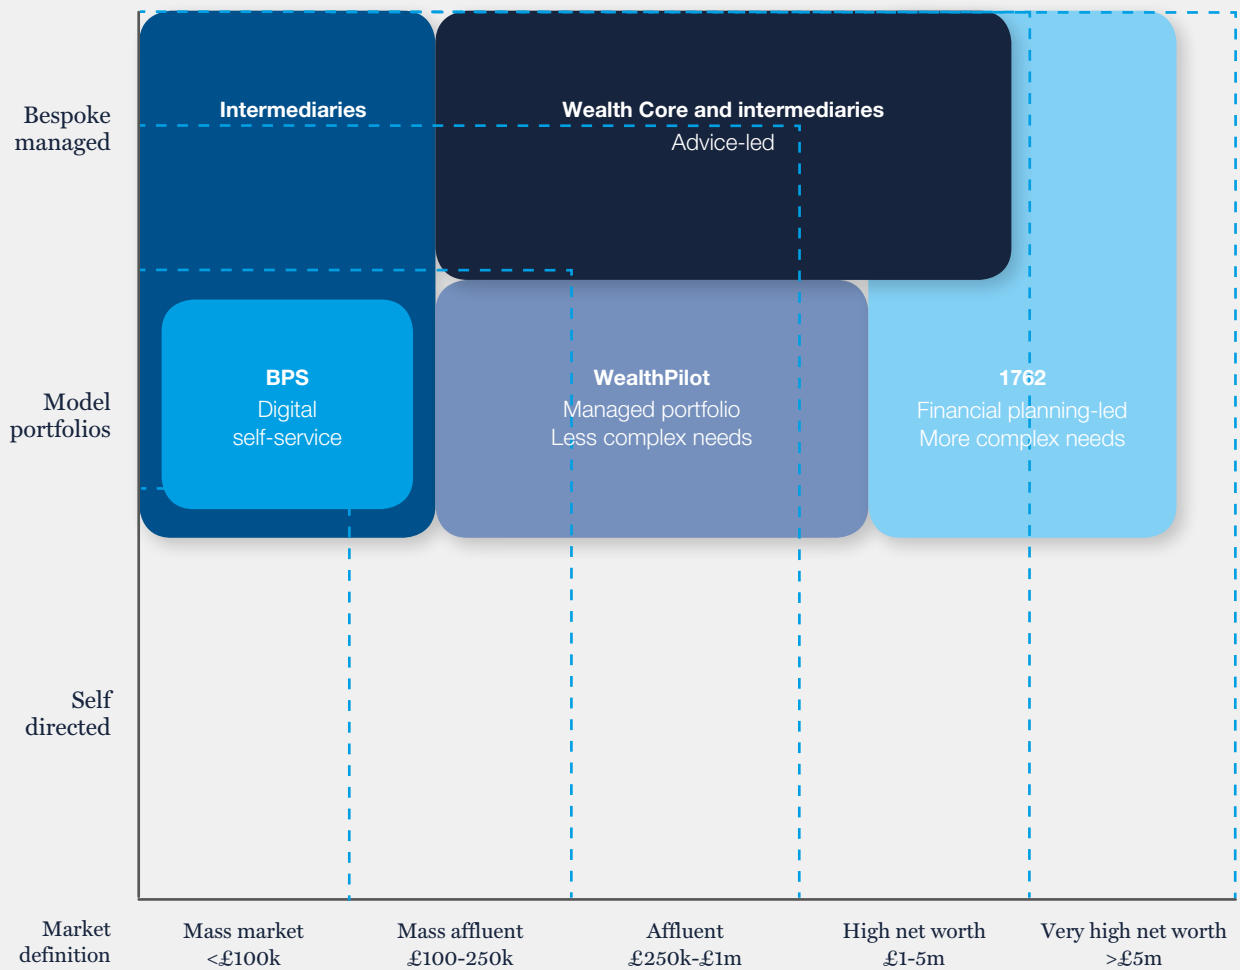 Bespoke
managed
Intermediaries
Wealth Core and intermediaries
Advice-led
Model
portfolios
BPS
Digital
self-service
WealthPilot
Managed portfolio
Less complex needs
1762
Financial planning-led
More complex needs
Self
directed
Market
definition
Mass market
<£100k
Mass affluent
£100-250k
Affluent
£250k-£1m
High net worth
£1-5m
Very high net worth
>£5m